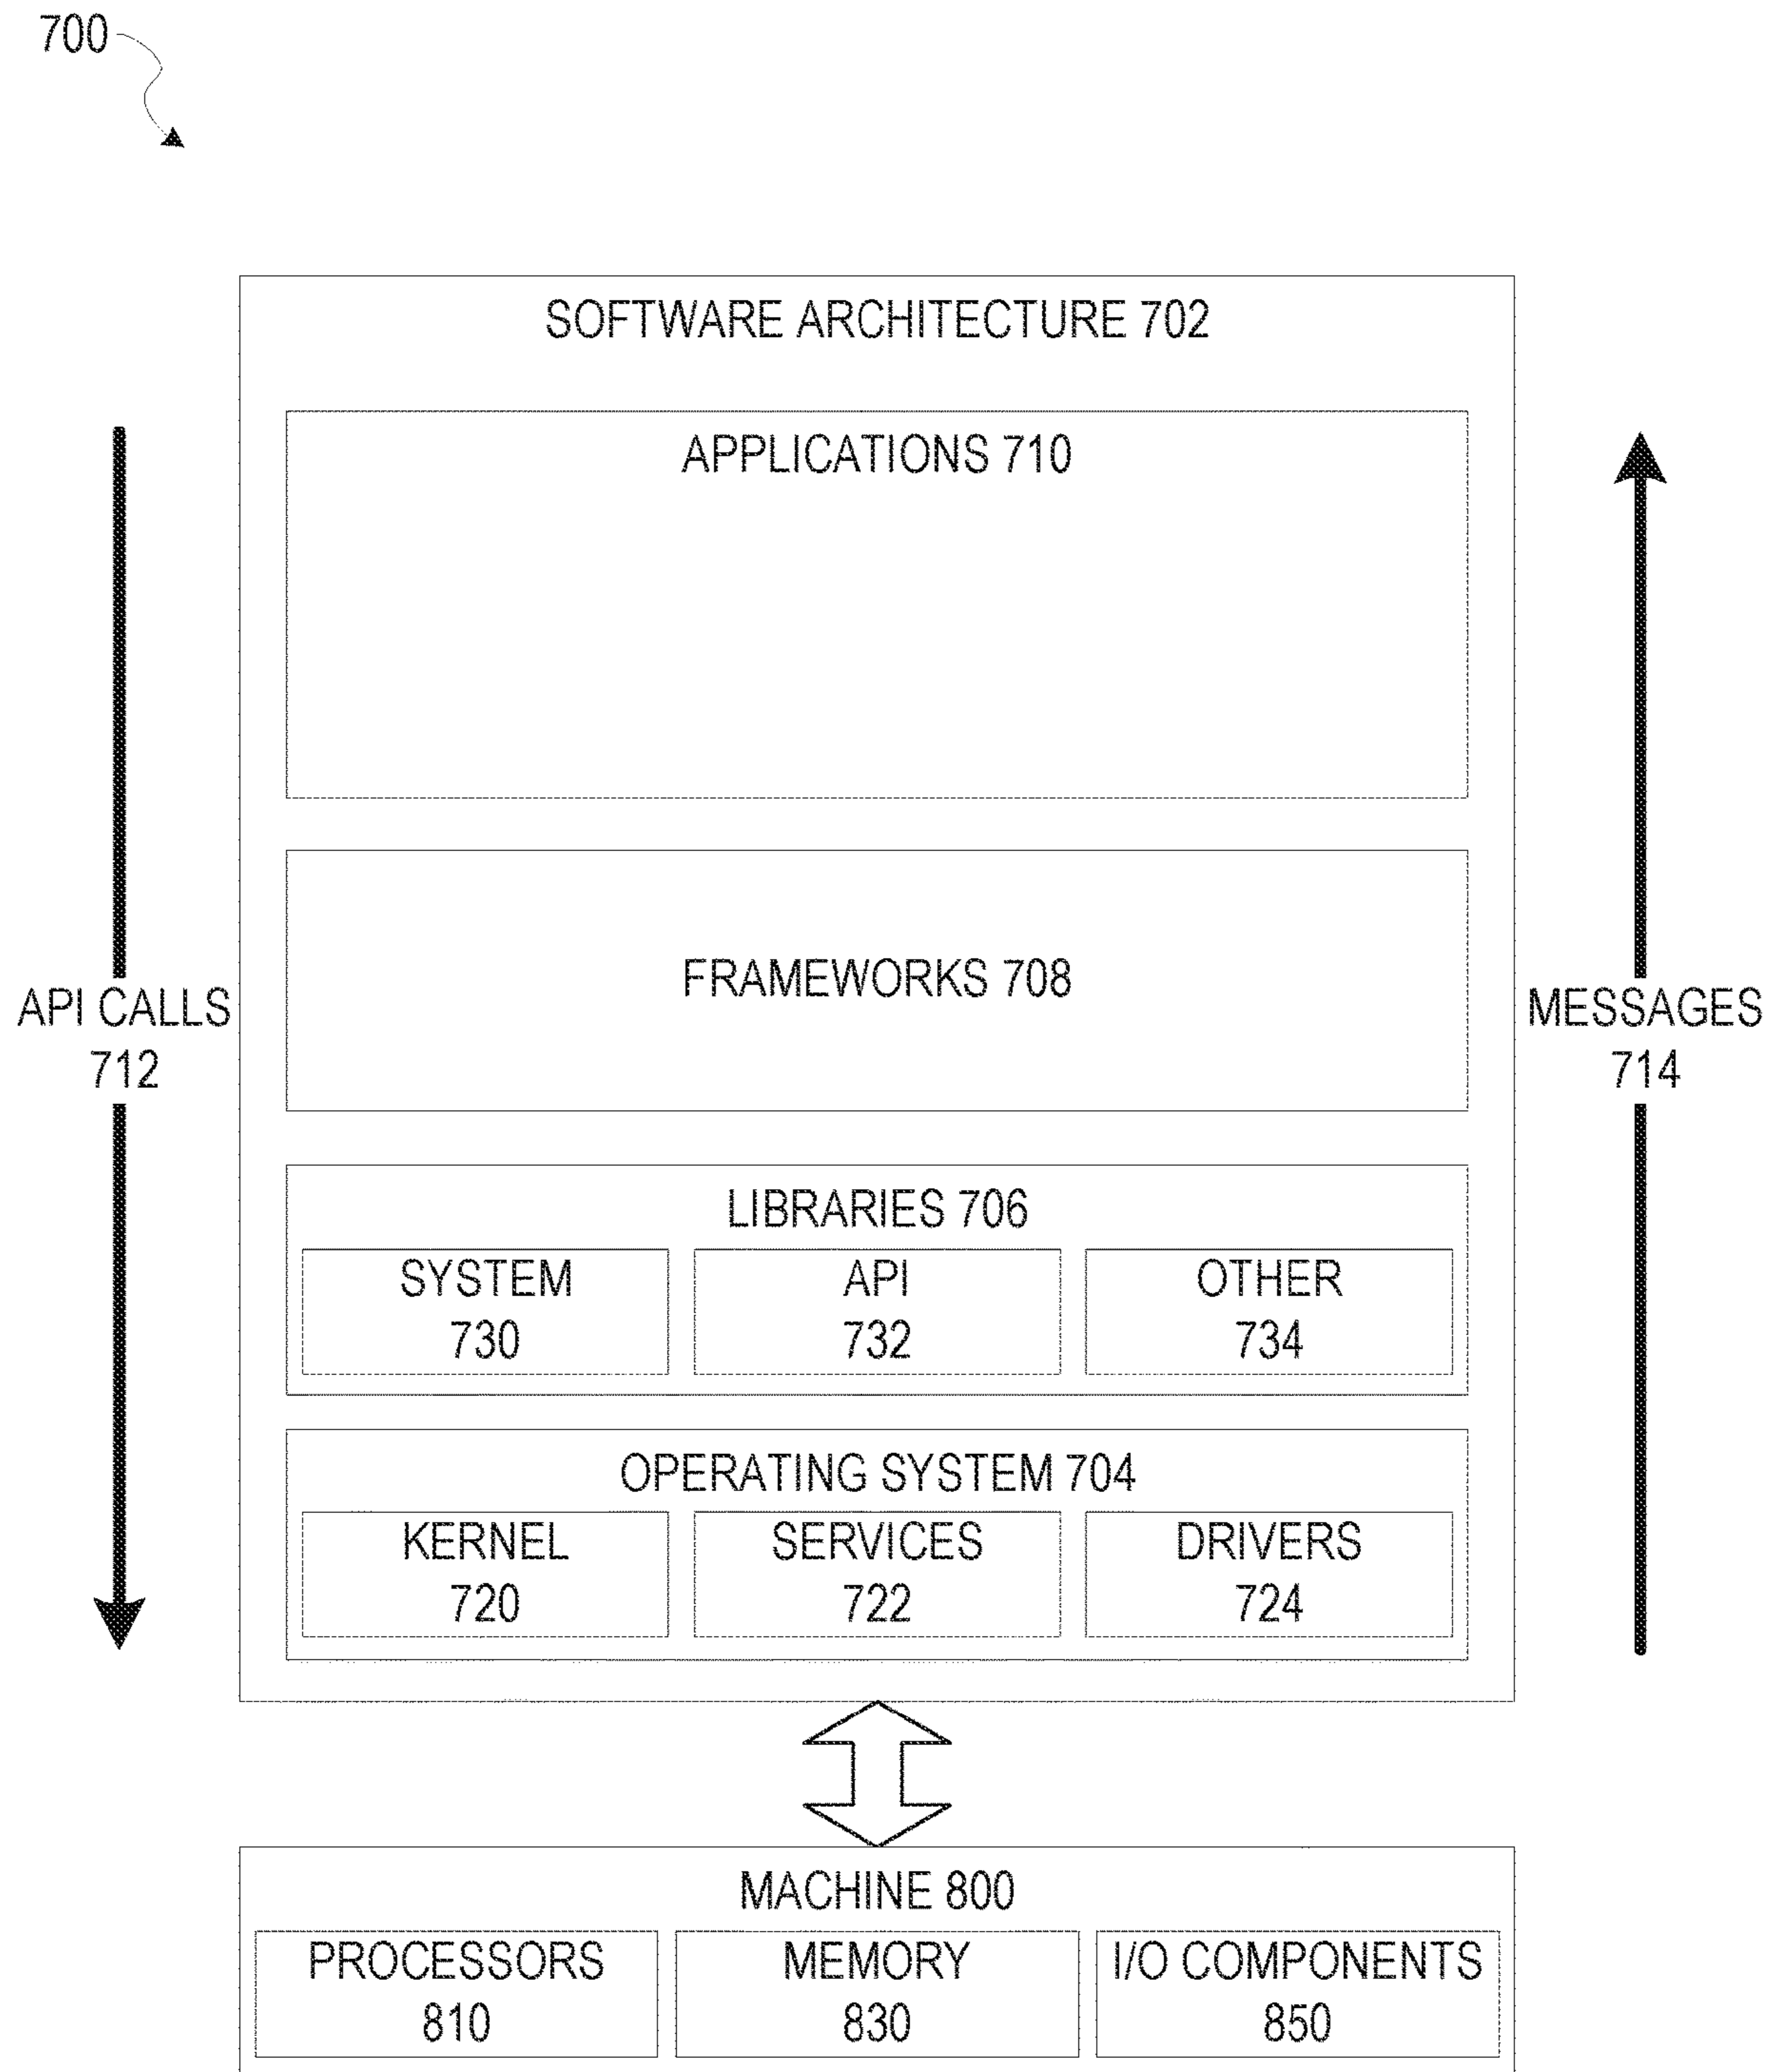 700
SOFTWARE ARCHITECTURE 702
APPLICATIONS 710
FRAMEWORKS 708
API CALLS
712
MESSAGES
714
LIBRARIES 706
SYSTEM
730
API
732
OTHER
734
OPERATING SYSTEM 704
KERNEL
720
SERVICES
722
DRIVERS
724
MACHINE 800
PROCESSORS
810
MEMORY
830
I/O COMPONENTS
850